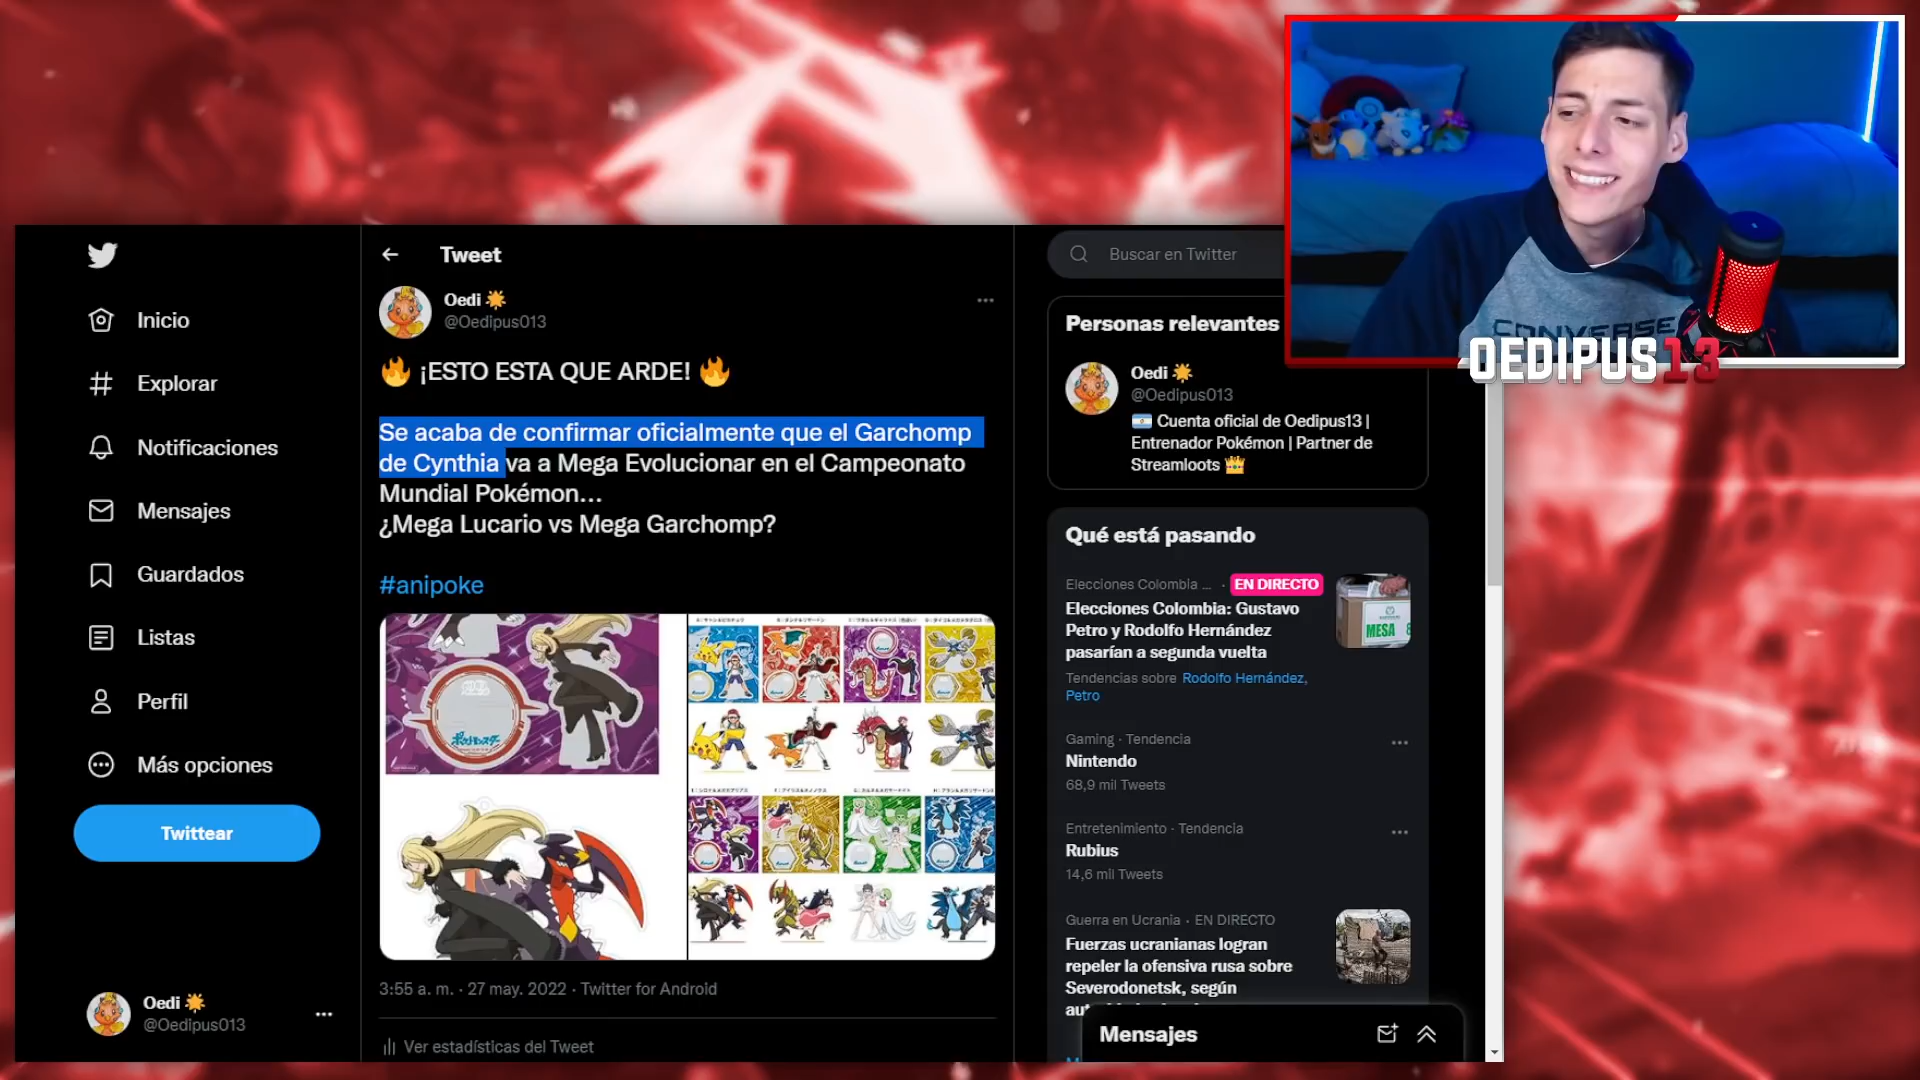 Inicio
Explorar
Notificaciones
Mensajes
Guardados
Listas
Perfil
Más opciones
Twittear
Oedi
@Oedipus013
Tweet
Oedi
@Oedipus013
🔥 ¡ESTO ESTA QUE ARDE! 🔥
Se acaba de confirmar oficialmente que el Garchomp
de Cynthia va a Mega Evolucionar en el Campeonato
Mundial Pokémon...
¿Mega Lucario vs Mega Garchomp?
#anipoke
3:55 a. m. · 27 may. 2022 · Twitter for Android
Ver estadísticas del Tweet
Buscar en Twitter
Personas relevantes
Oedi
@Oedipus013
Cuenta oficial de Oedipus13 |
Entrenador Pokémon | Partner de
Streamloots
Qué está pasando
Elecciones Colombia ... · EN DIRECTO
Elecciones Colombia: Gustavo
Petro y Rodolfo Hernández
pasarían a segunda vuelta
Tendencias sobre Rodolfo Hernández,
Petro
MESA 8
Gaming · Tendencia
Nintendo
68,9 mil Tweets
Entretenimiento · Tendencia
Rubius
14,6 mil Tweets
Guerra en Ucrania · EN DIRECTO
Fuerzas ucranianas logran
repeler la ofensiva rusa sobre
Severodonetsk, según
Mensajes
CONVERSE
OEDIPUS13